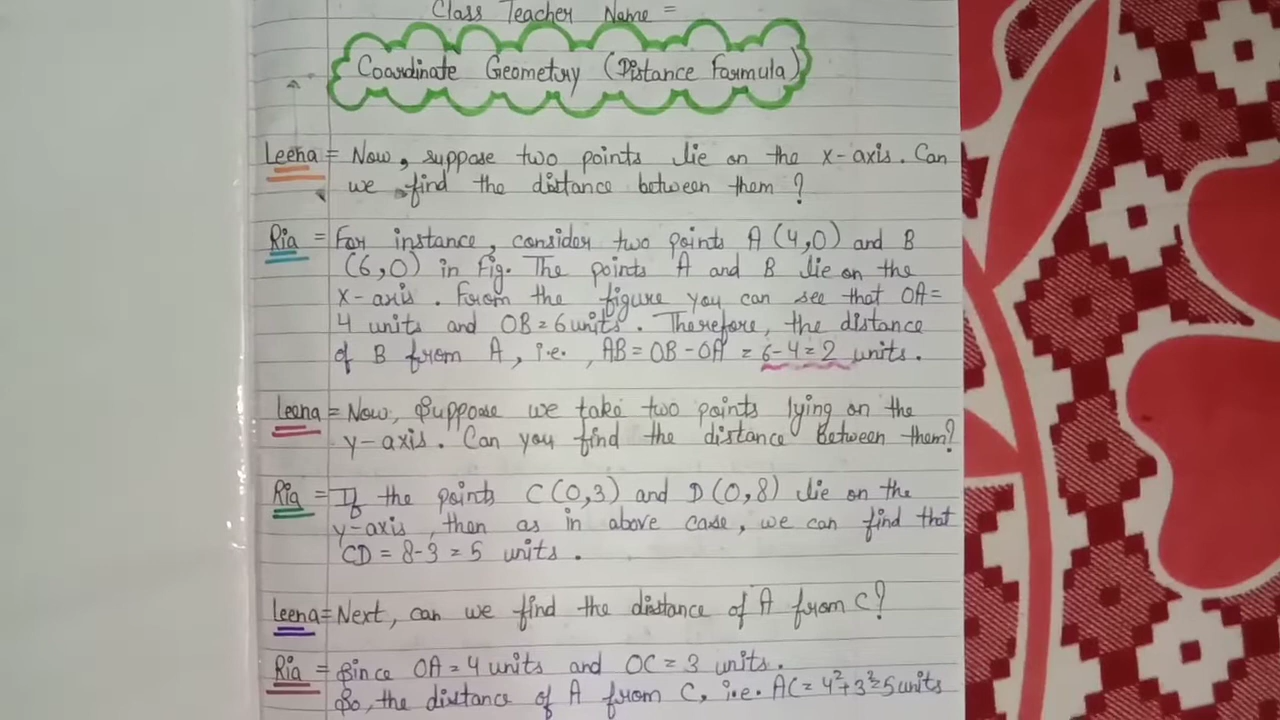 Class Teacher Name =
Coordinate Geometry (Distance Formula)
Leena = Now, suppose two points lie on the x-axis. Can
we find the distance between them?
Ria = For instance, consider two points A (4,0) and B
(6,0) in Fig. The points A and B lie on the
x-axis. From the figure you can see that OA=
4 units and OB = 6 units. Therefore, the distance
of B from A, i.e., AB = OB - OA = 6-4=2 units.
Leena = Now, Suppose we take two points lying on the
y-axis. Can you find the distance Between them?
Ria = If the points C (0,3) and D (0,8) lie on the
y-axis, then as in above case, we can find that
CD = 8-3 = 5 units.
Leena = Next, can we find the distance of A from C?
Ria = Since OA = 4 units and OC = 3 units.
So, the distance of A from C, i.e. AC = 4²+3²=5units